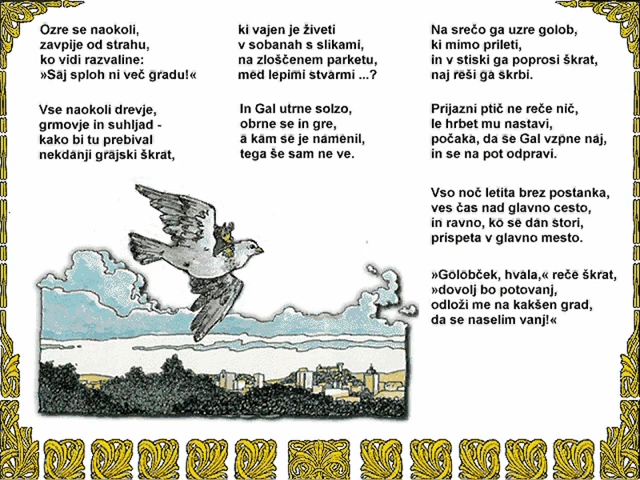 Ozre se naokoli,
zavpije od strahu,
ko vidi razvaline:
»Saj sploh ni več gradu!«
Vse naokoli drevje,
grmovje in suhljad -
kako bi tu prebival
nekdanji grajski škrat,
ki vajen je živeti
v sobanah s slikami,
na zloščenem parketu,
med lepimi stvarmi ...?
In Gal utrne solzo,
obrne se in gre,
a kam se je namenil,
tega še sam ne ve.
Na srečo ga uzre golob,
ki mimo prileti,
in v stiski ga poprosi škrat,
naj reši ga skrbi.
Prijazni ptič ne reče nič,
le hrbet mu nastavi,
počaka, da še Gal vzpne naj,
in se na pot odpravi.
Vso noč letita brez postanka,
ves čas nad glavno cesto,
in ravno, ko se dan stori,
prispeta v glavno mesto.
»Golobček, hvala,« reče škrat,
»dovolj bo potovanj,
odloži me na kakšen grad,
da se naselim vanj!«